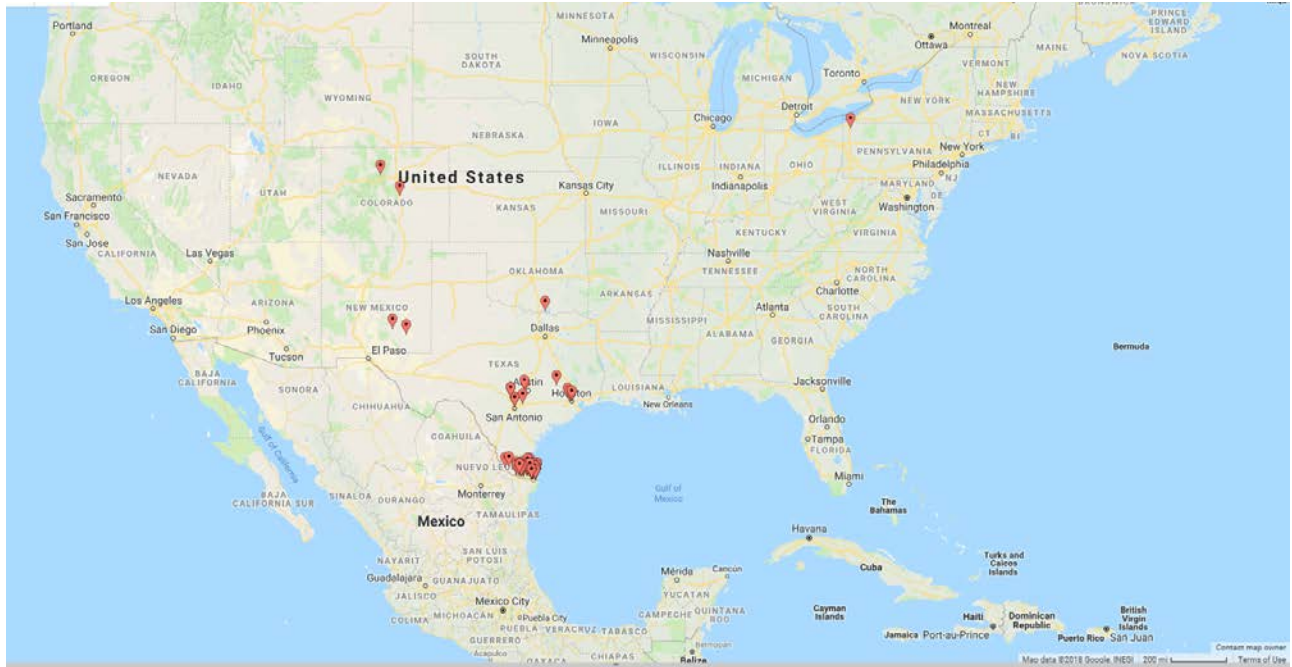 MINNESOTA
Portland
Montreal
PRINCE
EDWARD
ISLAND
Ottawa
Minneapolis
MAINE
NOVA SCOTIA
SOUTH
DAKOTA
WISCONSIN
VERMONT
OREGON
IDAHO
MICHIGAN
Toronto
NEW
HAMPSHIRE
WYOMING
Detroit
NEW YORK
MASSACHUSETTS
Chicago
IOWA
CT
RI
NEBRASKA
PENNSYLVANIA
New York
NEVADA
ILLINOIS
INDIANA
OHIO
Philadelphia
United States
UTAH
Indianapolis
NJ
MARYLAND
DE
Kansas City
Sacramento
COLORADO
KANSAS
WEST
VIRGINIA
Washington
San Francisco
MISSOURI
San Jose
KENTUCKY
VIRGINIA
CALIFORNIA
Las Vegas
Nashville
OKLAHOMA
TENNESSEE
NORTH
CAROLINA
Charlotte
Los Angeles
ARIZONA
NEW MEXICO
ARKANSAS
Atlanta
SOUTH
CAROLINA
San Diego
Phoenix
Dallas
MISSISSIPPI
ALABAMA
Tucson
El Paso
GEORGIA
Bermuda
TEXAS
BAJA
CALIFORNIA
SONORA
Austin
LOUISIANA
Jacksonville
Houston
CHIHUAHUA
New Orleans
San Antonio
Orlando
COAHUILA
Tampa
Gulf of California
FLORIDA
NUEVO LEON
Miami
BAJA
CALIFORNIA SUR
SINALOA
DURANGO
Monterrey
Gulf of
Mexico
The
Bahamas
TAMAULIPAS
Mexico
Havana
SAN LUIS
POTOSI
Turks and
Caicos
Islands
NAYARIT
Mérida
Cancún
Cuba
Guadalajara
GUANAJUATO
YUCATAN
JALISCO
Mexico City
CAMPECHE
QUINTANA
ROO
Cayman
Islands
Haiti
Dominican
Republic
British
Virgin
Islands
COLIMA
MICHOACAN
Puebla City
PUEBLA
VERACRUZ
TABASCO
Jamaica
Port-au-Prince
Puerto Rico
San Juan
GUERRERO
Belmopan
Contact map owner
Acapulco
OAXACA
CHIAPAS
Belize
Map data ©2018 Google, INEGI
200 mi
Terms of Use